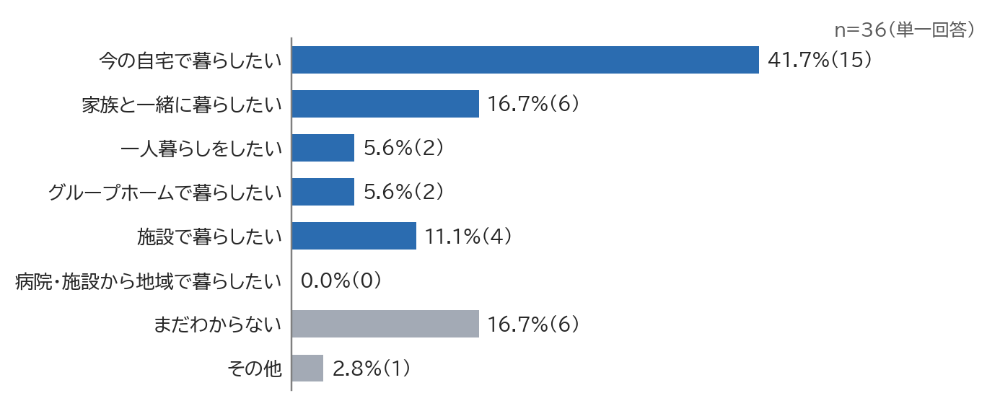 n=36（単一回答）
今の自宅で暮らしたい 41.7%（15）
家族と一緒に暮らしたい 16.7%（6）
一人暮らしをしたい 5.6%（2）
グループホームで暮らしたい 5.6%（2）
施設で暮らしたい 11.1%（4）
病院・施設から地域で暮らしたい 0.0%（0）
まだわからない 16.7%（6）
その他 2.8%（1）